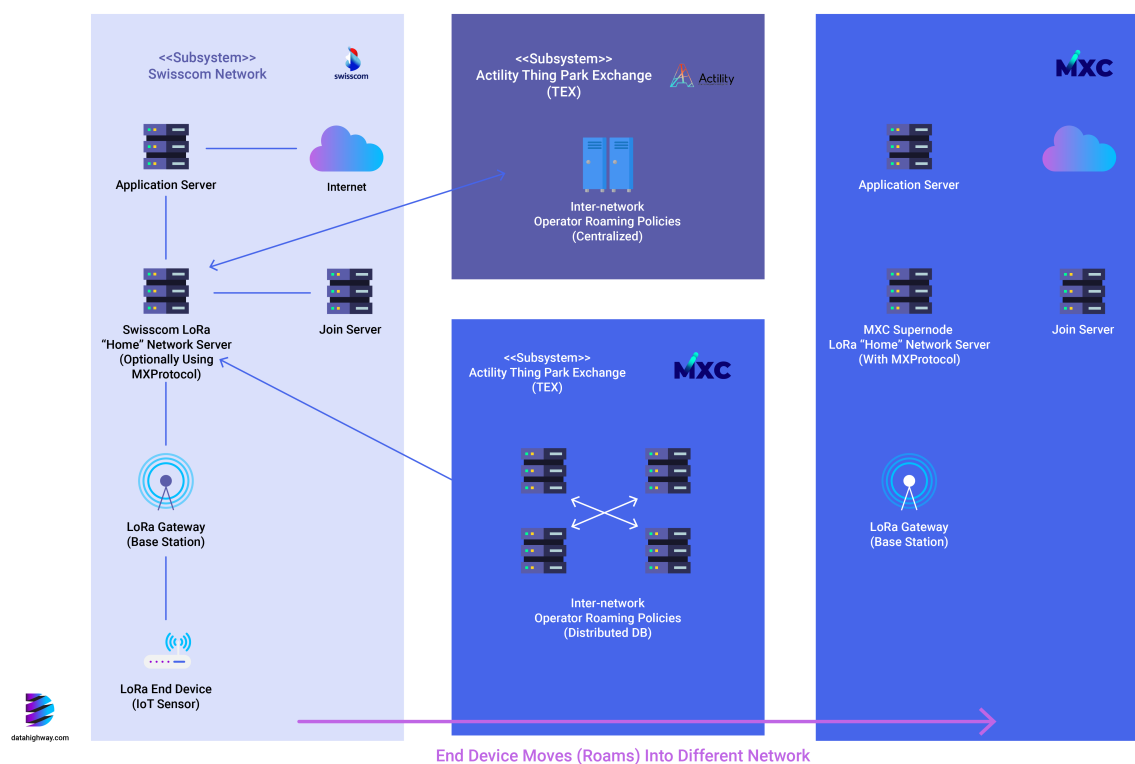 <<Subsystem>>
Swisscom Network
swisscom
Application Server
Internet
Swisscom LoRa
“Home” Network Server
(Optionally Using
MXProtocol)
Join Server
LoRa Gateway
(Base Station)
LoRa End Device
(IoT Sensor)
<<Subsystem>>
Actility Thing Park Exchange
(TEX)
Actility
Inter-network
Operator Roaming Policies
(Centralized)
<<Subsystem>>
Actility Thing Park Exchange
(TEX)
MXC
Inter-network
Operator Roaming Policies
(Distributed DB)
MXC
Application Server
MXC Supernode
LoRa “Home” Network Server
(With MXProtocol)
Join Server
LoRa Gateway
(Base Station)
datahighway.com
End Device Moves (Roams) Into Different Network